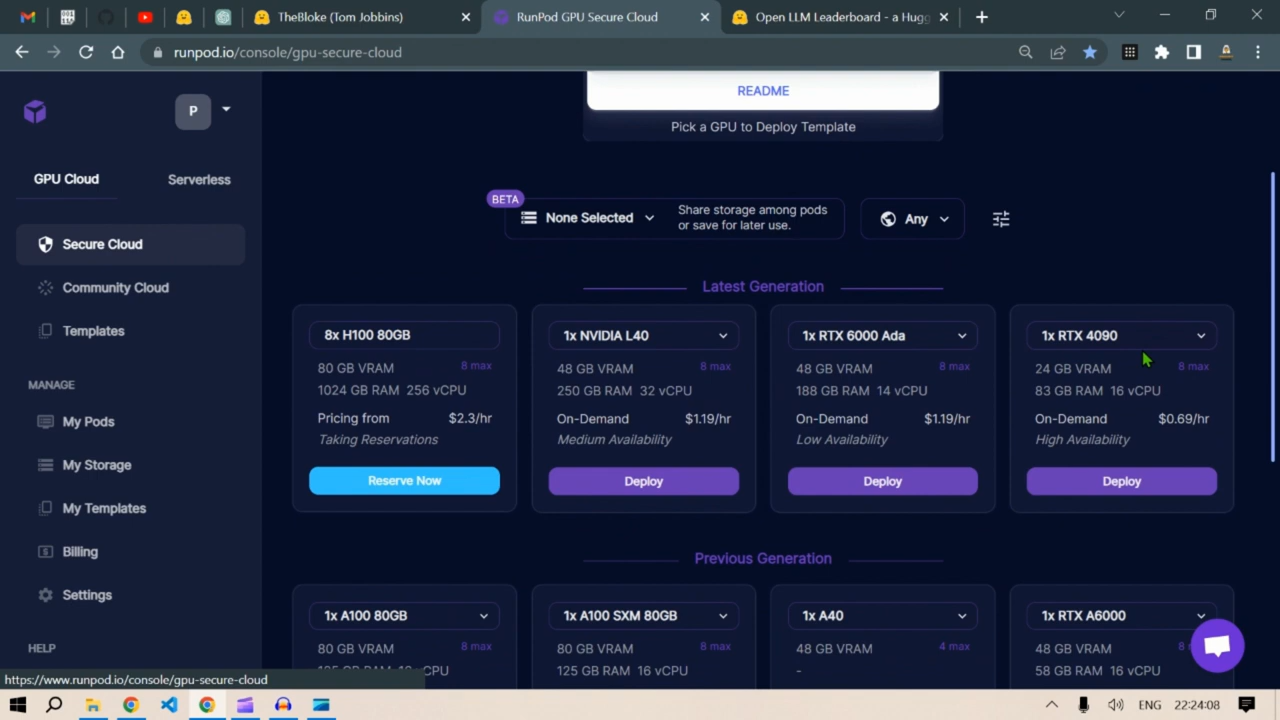 TheBloke (Tom Jobbins)
RunPod GPU Secure Cloud
Open LLM Leaderboard - a Hugg
runpod.io/console/gpu-secure-cloud
P
GPU Cloud
Serverless
Secure Cloud
Community Cloud
Templates
MANAGE
My Pods
My Storage
My Templates
Billing
Settings
HELP
README
Pick a GPU to Deploy Template
BETA
None Selected
Share storage among pods
or save for later use.
Any
Latest Generation
8x H100 80GB
80 GB VRAM 8 max
1024 GB RAM 256 vCPU
Pricing from $2.3/hr
Taking Reservations
Reserve Now
1x NVIDIA L40
48 GB VRAM 8 max
250 GB RAM 32 vCPU
On-Demand $1.19/hr
Medium Availability
Deploy
1x RTX 6000 Ada
48 GB VRAM 8 max
188 GB RAM 14 vCPU
On-Demand $1.19/hr
Low Availability
Deploy
1x RTX 4090
24 GB VRAM 8 max
83 GB RAM 16 vCPU
On-Demand $0.69/hr
High Availability
Deploy
Previous Generation
1x A100 80GB
80 GB VRAM 8 max
vCPU
1x A100 SXM 80GB
80 GB VRAM 8 max
125 GB RAM 16 vCPU
1x A40
48 GB VRAM 4 max
-
1x RTX A6000
48 GB VRAM 8
58 GB RAM 16 vCPU
https://www.runpod.io/console/gpu-secure-cloud
ENG
22:24:08